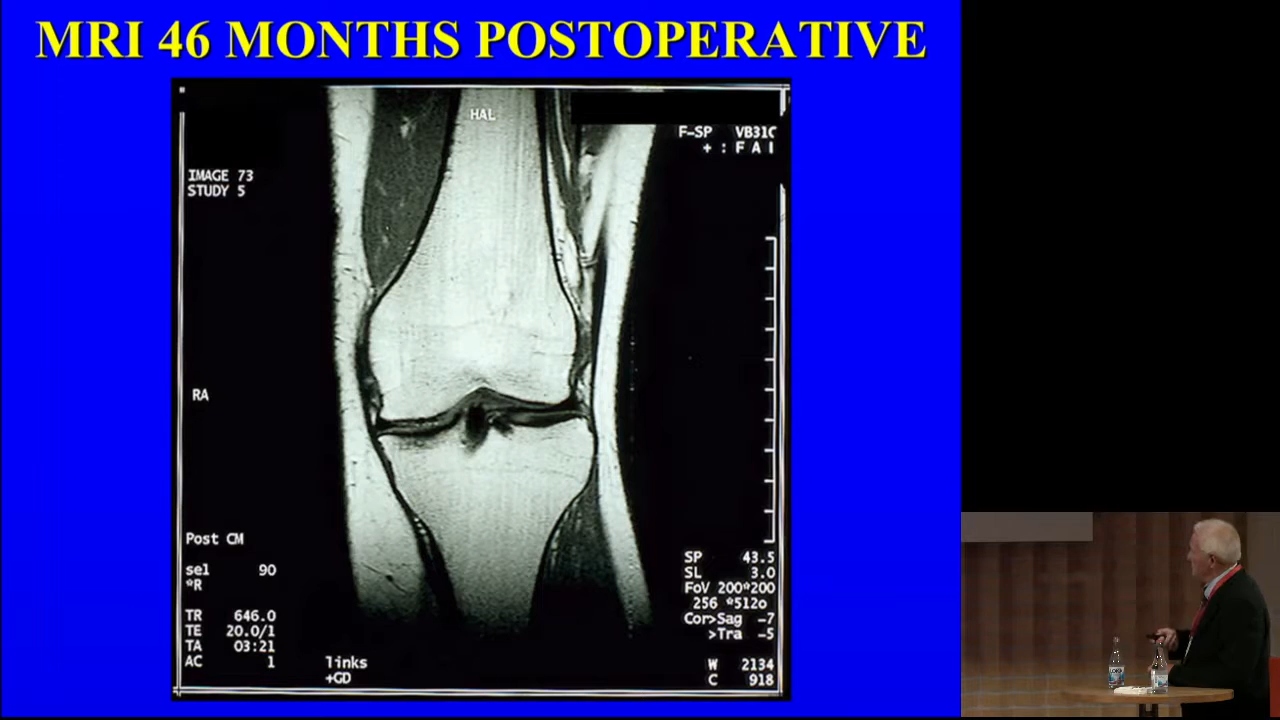 MRI 46 MONTHS POSTOPERATIVE
HAL
F-SP VB31C
+ : F A I
IMAGE 73
STUDY 5
RA
Post CM
sel 90
*R
TR 646.0
TE 20.0/1
TA 03:21
AC 1
links
+GD
SP 43.5
SL 3.0
FoV 200*200
256 *512o
Cor>Sag -7
>Tra -5
W 2134
C 918